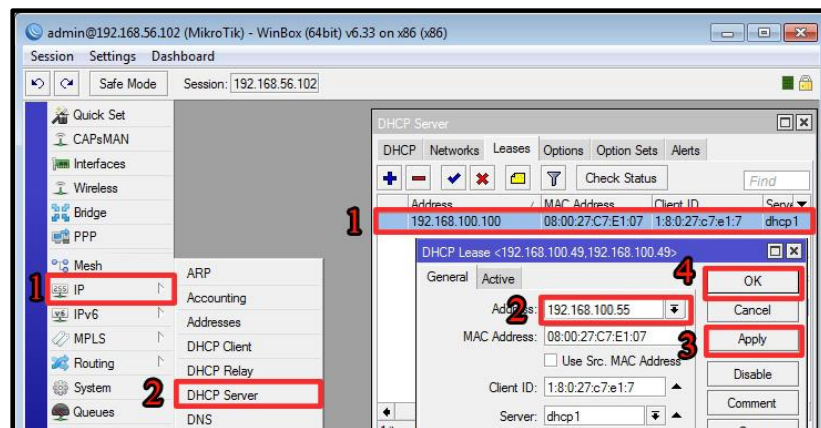 admin@192.168.56.102 (MikroTik) - WinBox (64bit) v6.33 on x86 (x86)
Session Settings Dashboard
Safe Mode Session: 192.168.56.102
Quick Set
CAPsMAN
Interfaces
Wireless
Bridge
PPP
Mesh
1 IP
IPv6
MPLS
Routing
System
Queues
ARP
Accounting
Addresses
DHCP Client
DHCP Relay
2 DHCP Server
DNS
DHCP Server
DHCP Networks Leases Options Option Sets Alerts
Check Status Find
Address MAC Address Client ID
1 192.168.100.100 08:00:27:C7:E1:07 1:8:0:27:c7:e1:7 dhcp1
DHCP Lease <192.168.100.49,192.168.100.49>
General Active
2 192.168.100.55
MAC Address: 08:00:27:C7:E1:07
Use Src. MAC Address
Client ID: 1:8:0:27:c7:e1:7
Server: dhcp1
4 OK
Cancel
3 Apply
Disable
Comment